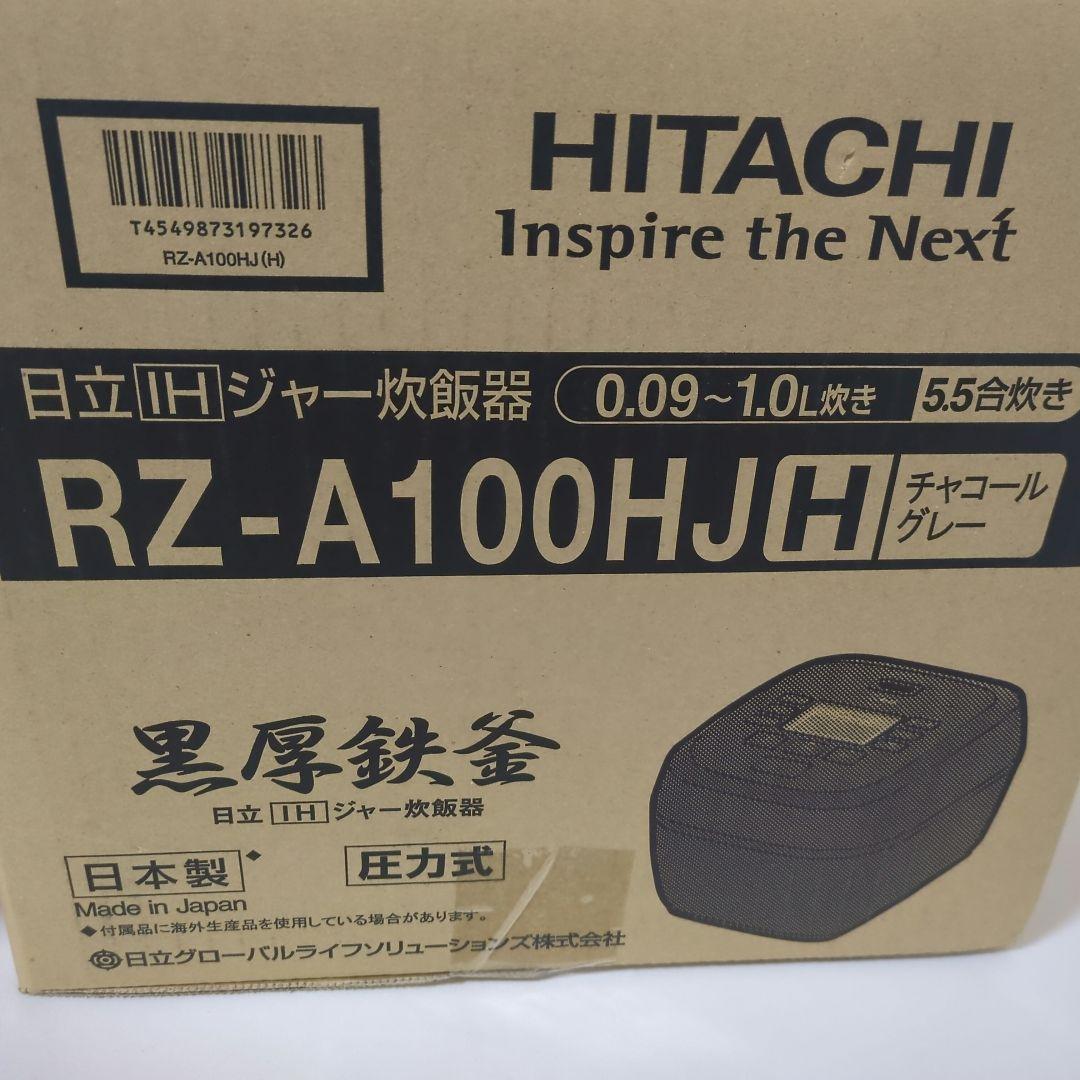 T4549873197326
RZ-A100HJ(H)
HITACHI
Inspire the Next
日立IHジャー炊飯器 0.09~1.0L炊き 5.5合炊き
RZ-A100HJ H チャコール
グレー
黒厚鉄釜
日立IHジャー炊飯器
日本製◆ 圧力式
Made in Japan
◆付属品に海外生産品を使用している場合があります。
日立グローバルライフソリューションズ株式会社